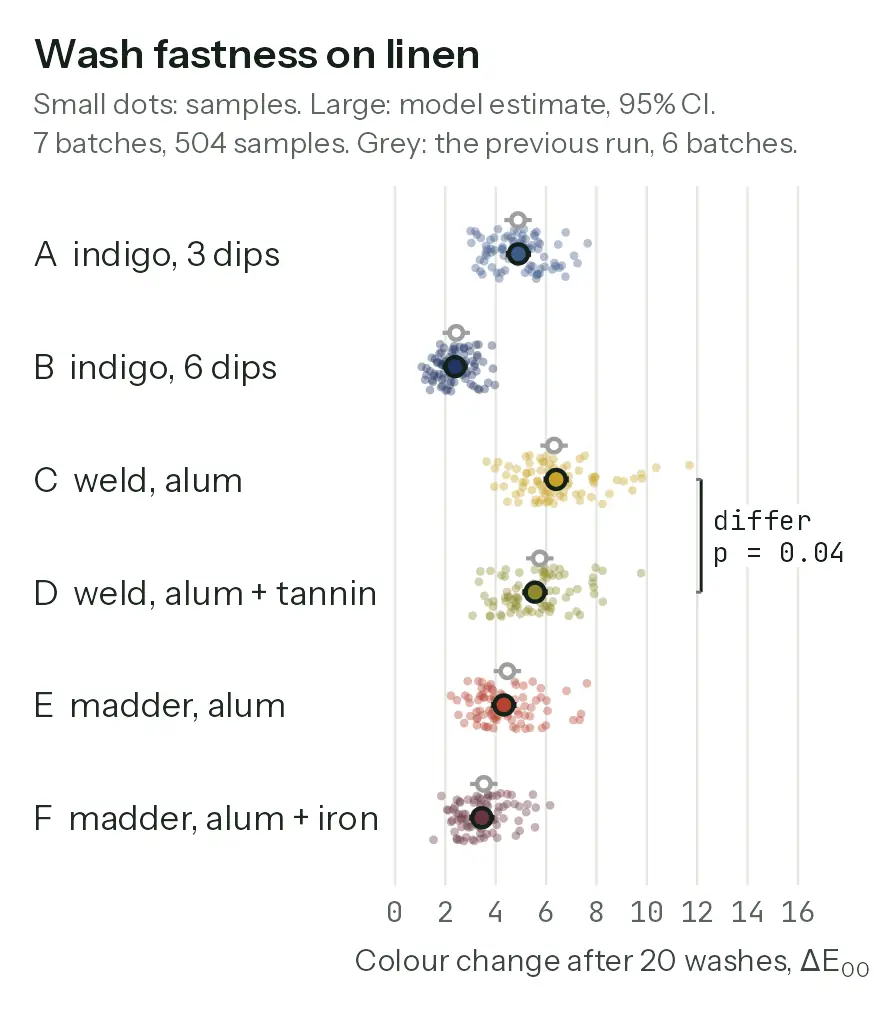 Wash fastness on linen
Small dots: samples. Large: model estimate, 95% CI.
7 batches, 504 samples. Grey: the previous run, 6 batches.
A indigo, 3 dips
B indigo, 6 dips
C weld, alum
differ
p = 0.04
D weld, alum + tannin
E madder, alum
F madder, alum + iron
0 2 4 6 8 10 12 14 16
Colour change after 20 washes, ΔE₀₀